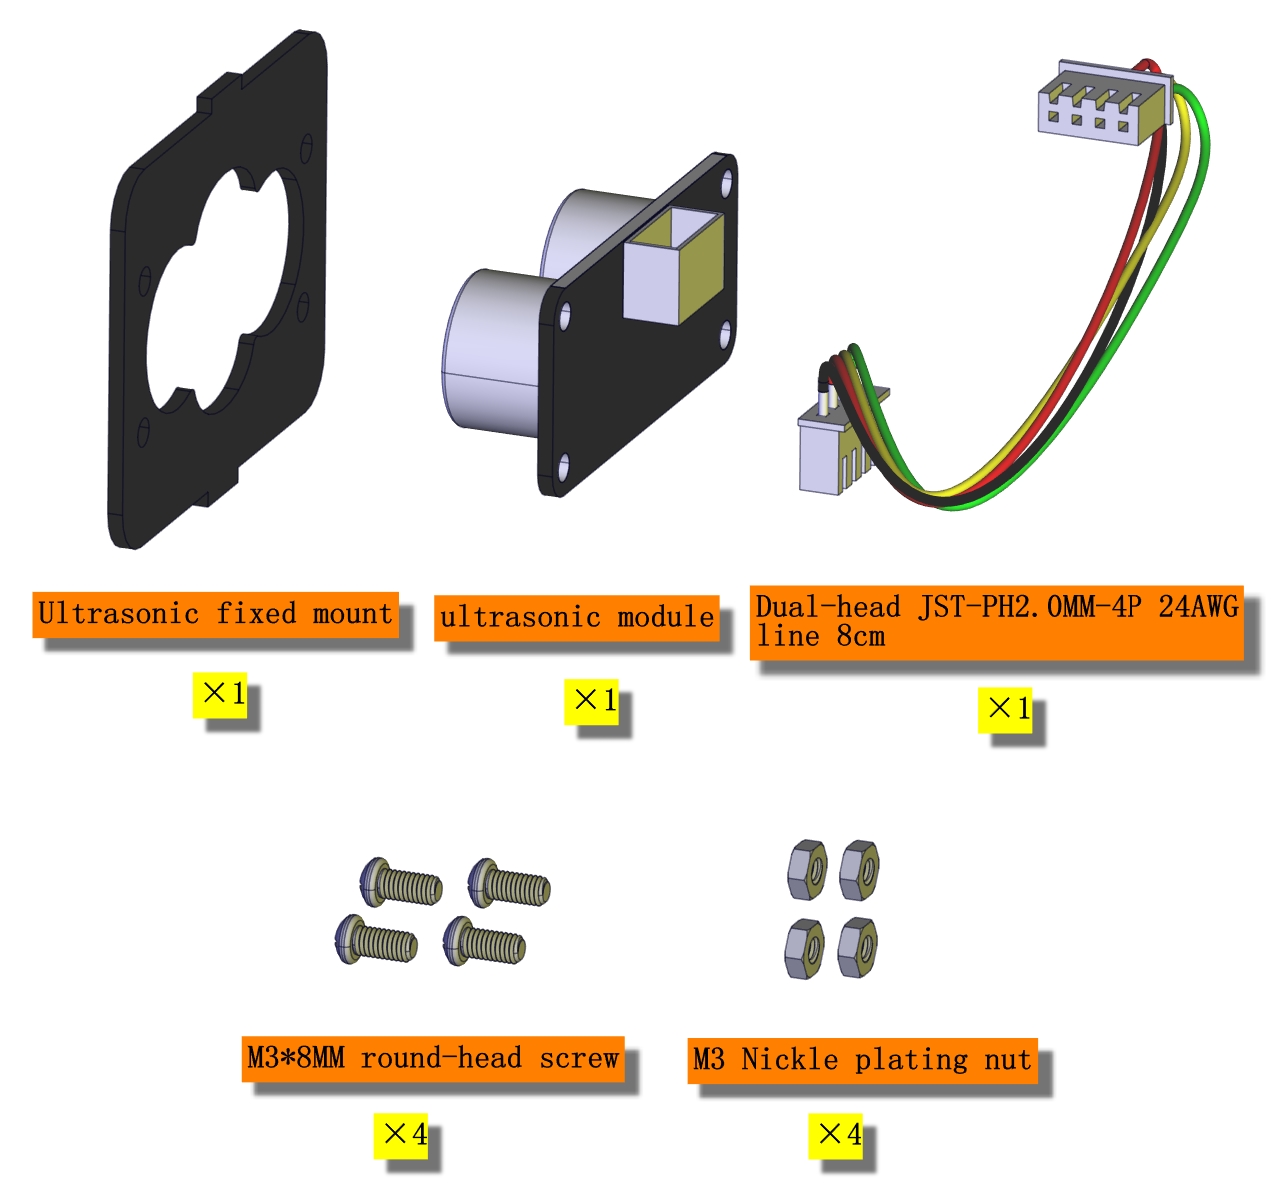 Ultrasonic fixed mount
ultrasonic module
Dual-head JST-PH2.0MM-4P 24AWG
line 8cm
×1
×1
×1
M3*8MM round-head screw
M3 Nickle plating nut
×4
×4